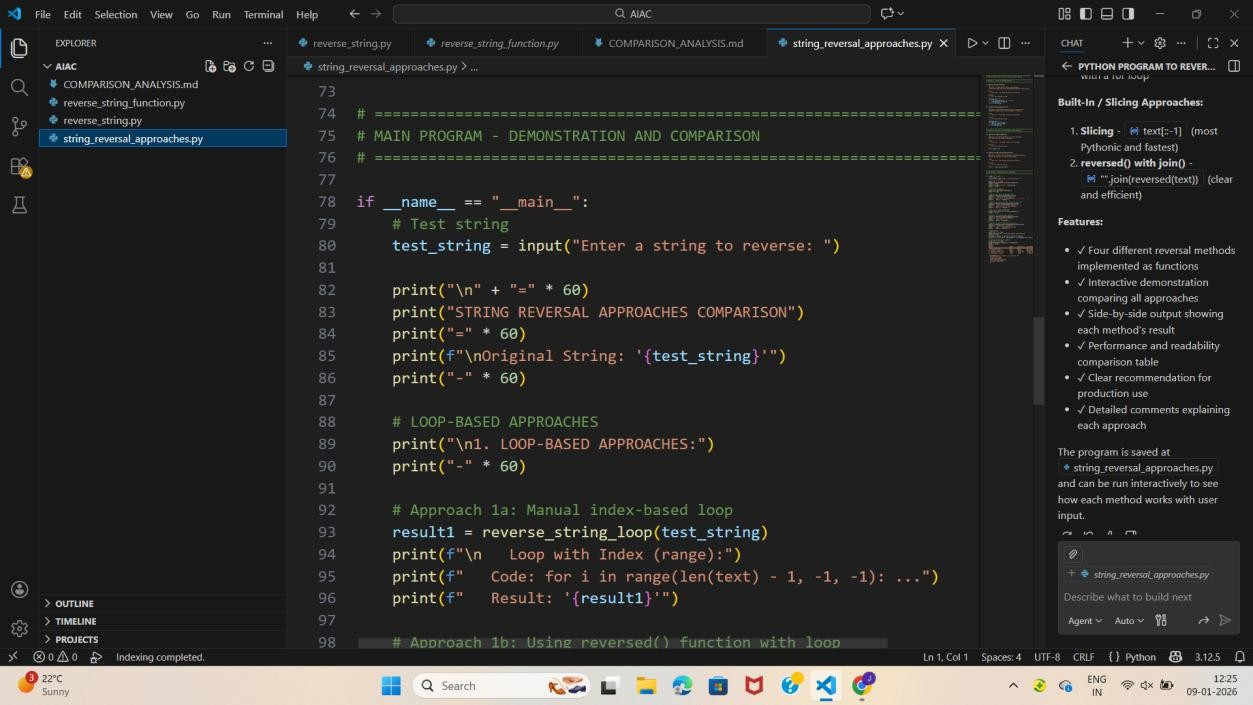 File Edit Selection View Go Run Terminal Help
AIAC
EXPLORER
AIAC
COMPARISON_ANALYSIS.md
reverse_string_function.py
reverse_string.py
string_reversal_approaches.py
OUTLINE
TIMELINE
PROJECTS
reverse_string.py reverse_string_function.py COMPARISON_ANALYSIS.md string_reversal_approaches.py
string_reversal_approaches.py > ...
73
74 # ====================================================================
75 # MAIN PROGRAM - DEMONSTRATION AND COMPARISON
76 # ====================================================================
77
78 if __name__ == "__main__":
79 # Test string
80 test_string = input("Enter a string to reverse: ")
81
82 print("\n" + "=" * 60)
83 print("STRING REVERSAL APPROACHES COMPARISON")
84 print("=" * 60)
85 print(f"\nOriginal String: '{test_string}'")
86 print("-" * 60)
87
88 # LOOP-BASED APPROACHES
89 print("\n1. LOOP-BASED APPROACHES:")
90 print("-" * 60)
91
92 # Approach 1a: Manual index-based loop
93 result1 = reverse_string_loop(test_string)
94 print(f"\n   Loop with Index (range):")
95 print(f"   Code: for i in range(len(text) - 1, -1, -1): ...")
96 print(f"   Result: '{result1}'")
97
98 # Approach 1b: Using reversed() function with loop
CHAT
PYTHON PROGRAM TO REVER...
with a for loop
Built-In / Slicing Approaches:
1. Slicing - text[::-1] (most
Pythonic and fastest)
2. reversed() with join() -
"".join(reversed(text)) (clear
and efficient)
Features:
• ✓ Four different reversal methods
implemented as functions
• ✓ Interactive demonstration
comparing all approaches
• ✓ Side-by-side output showing
each method's result
• ✓ Performance and readability
comparison table
• ✓ Clear recommendation for
production use
• ✓ Detailed comments explaining
each approach
The program is saved at
string_reversal_approaches.py
and can be run interactively to see
how each method works with user
input.
string_reversal_approaches.py
Describe what to build next
Agent Auto
0 0 Indexing completed.
Ln 1, Col 1 Spaces: 4 UTF-8 CRLF {} Python 3.12.5
3
22°C
Sunny
Search
ENG
IN
12:25
09-01-2026